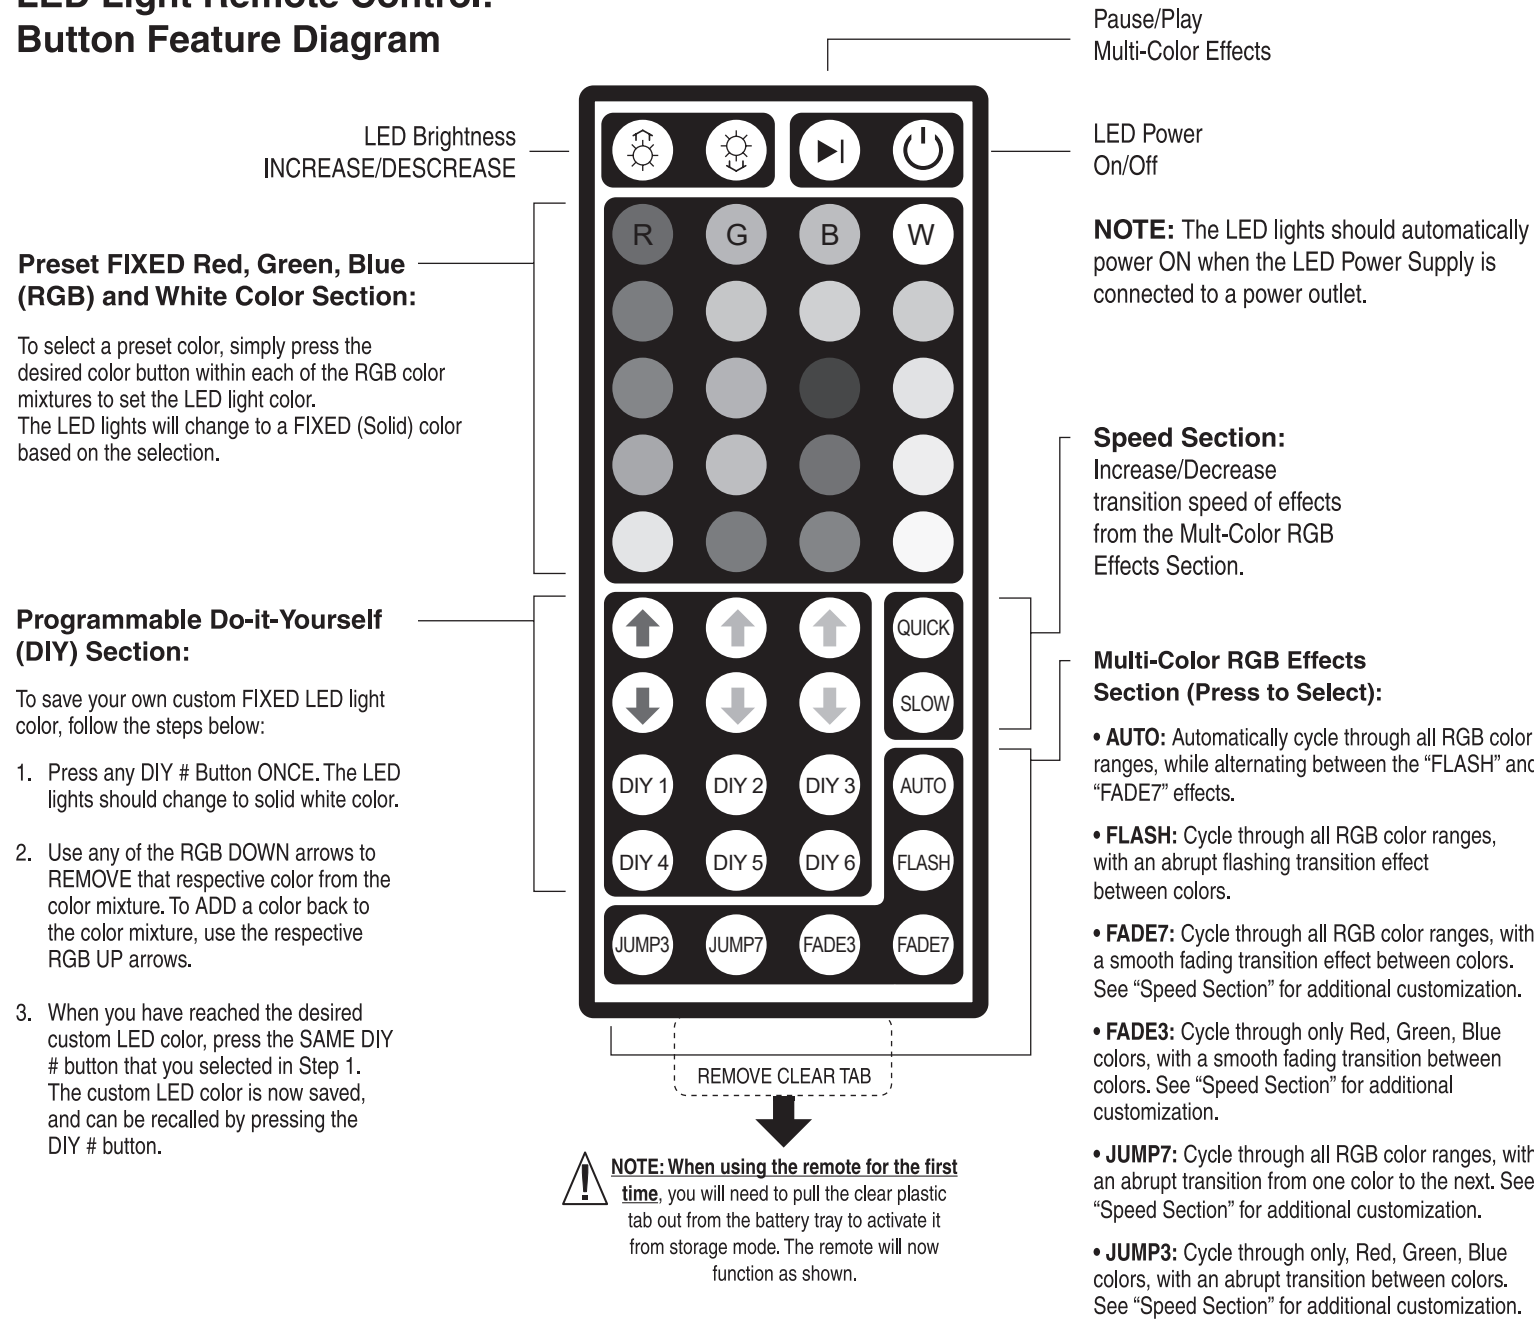 LED Light Remote Control:
Button Feature Diagram
Pause/Play
Multi-Color Effects
LED Brightness
INCREASE/DESCREASE
LED Power
On/Off
NOTE: The LED lights should automatically
power ON when the LED Power Supply is
connected to a power outlet.
Preset FIXED Red, Green, Blue
(RGB) and White Color Section:
To select a preset color, simply press the
desired color button within each of the RGB color
mixtures to set the LED light color.
The LED lights will change to a FIXED (Solid) color
based on the selection.
Programmable Do-it-Yourself
(DIY) Section:
To save your own custom FIXED LED light
color, follow the steps below:
1. Press any DIY # Button ONCE. The LED
lights should change to solid white color.
2. Use any of the RGB DOWN arrows to
REMOVE that respective color from the
color mixture. To ADD a color back to
the color mixture, use the respective
RGB UP arrows.
3. When you have reached the desired
custom LED color, press the SAME DIY
# button that you selected in Step 1.
The custom LED color is now saved,
and can be recalled by pressing the
DIY # button.
R G B W
QUICK
SLOW
DIY 1 DIY 2 DIY 3 AUTO
DIY 4 DIY 5 DIY 6 FLASH
JUMP3 JUMP7 FADE3 FADE7
REMOVE CLEAR TAB
NOTE: When using the remote for the first
time, you will need to pull the clear plastic
tab out from the battery tray to activate it
from storage mode. The remote will now
function as shown.
Speed Section:
Increase/Decrease
transition speed of effects
from the Mult-Color RGB
Effects Section.
Multi-Color RGB Effects
Section (Press to Select):
• AUTO: Automatically cycle through all RGB color
ranges, while alternating between the “FLASH” and
“FADE7” effects.
• FLASH: Cycle through all RGB color ranges,
with an abrupt flashing transition effect
between colors.
• FADE7: Cycle through all RGB color ranges, with
a smooth fading transition effect between colors.
See “Speed Section” for additional customization.
• FADE3: Cycle through only Red, Green, Blue
colors, with a smooth fading transition between
colors. See “Speed Section” for additional
customization.
• JUMP7: Cycle through all RGB color ranges, with
an abrupt transition from one color to the next. See
“Speed Section” for additional customization.
• JUMP3: Cycle through only, Red, Green, Blue
colors, with an abrupt transition between colors.
See “Speed Section” for additional customization.